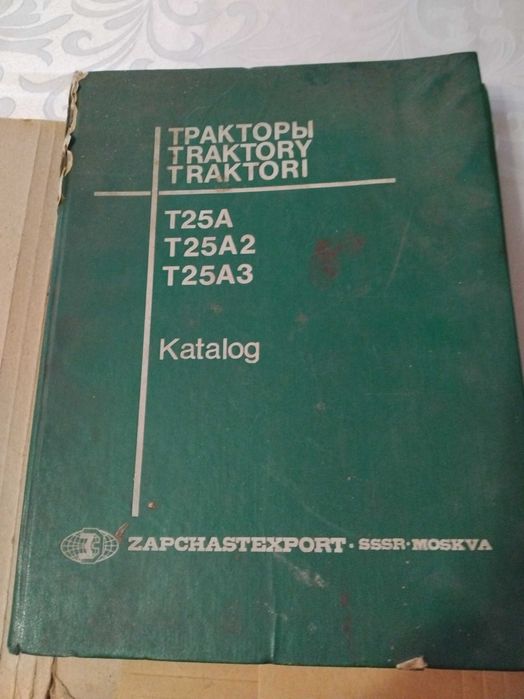 ТРАКТОРЫ
TRAKTORY
TRAKTORI
T25A
T25A2
T25A3
Katalog
ZAPCHASTEXPORT · SSSR · MOSKVA